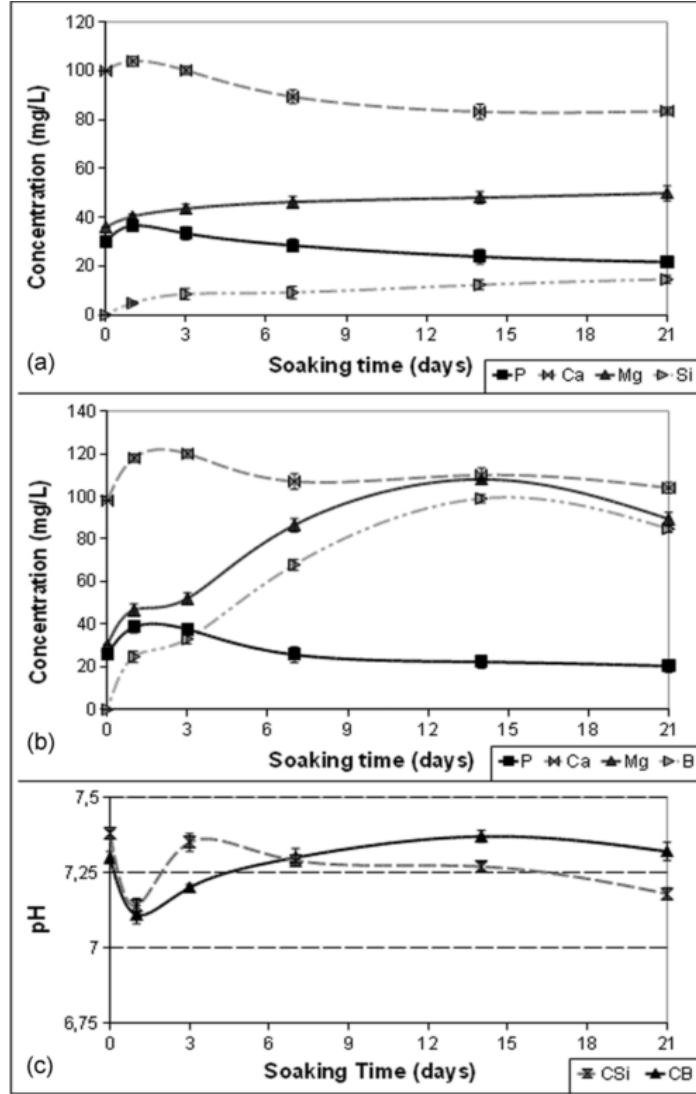 120
100
80
60
40
20
0
Concentration (mg/L)
0 3 6 9 12 15 18 21
Soaking time (days)
(a)
P Ca Mg Si
140
120
100
80
60
40
20
0
Concentration (mg/L)
0 3 6 9 12 15 18 21
Soaking time (days)
(b)
P Ca Mg B
7,5
7,25
7
6,75
pH
0 3 6 9 12 15 18 21
Soaking Time (days)
(c)
CSi CB